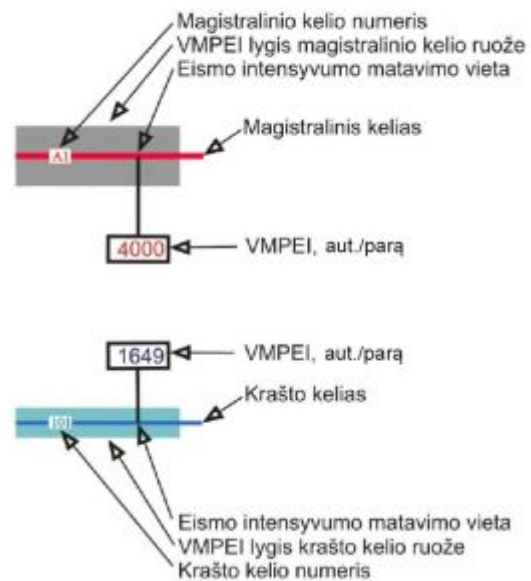 Magistralinio kelio numeris
VMPEI lygis magistralinio kelio ruože
Eismo intensyvumo matavimo vieta
Magistralinis kelias
A1
4000
VMPEI, aut./parą
1649
VMPEI, aut./parą
Krašto kelias
Eismo intensyvumo matavimo vieta
VMPEI lygis krašto kelio ruože
Krašto kelio numeris